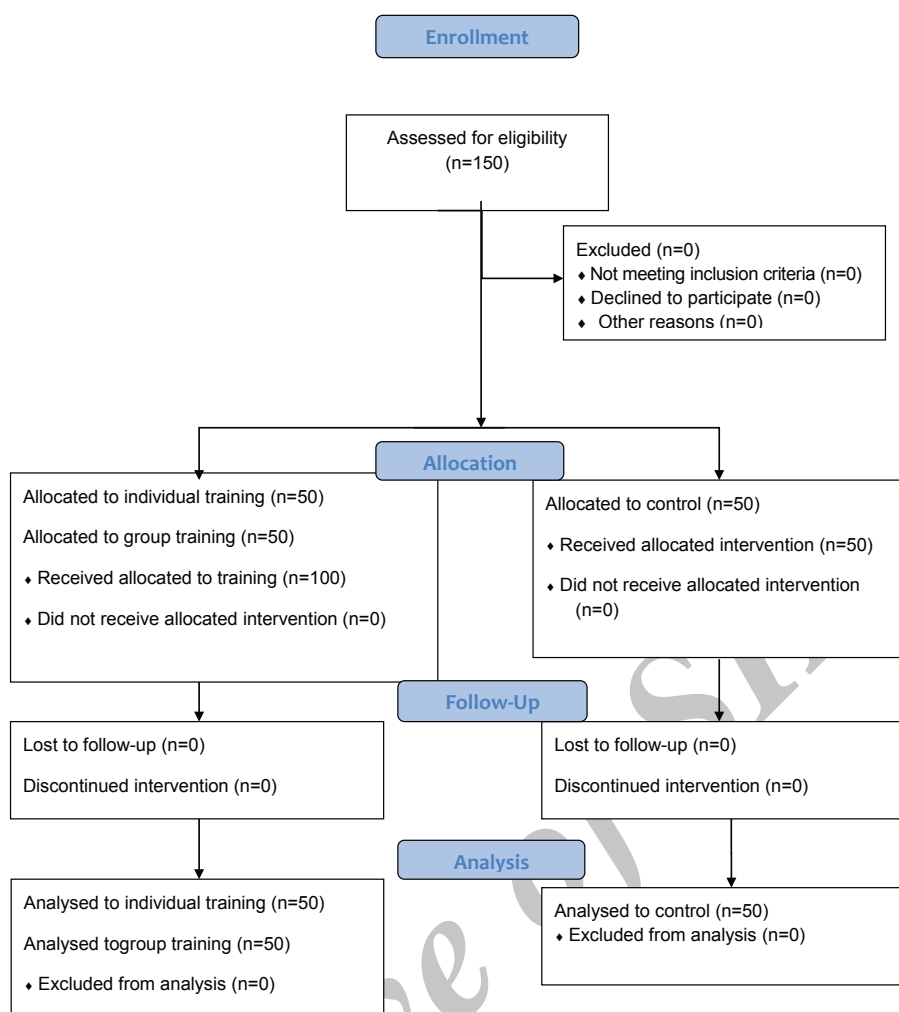 Enrollment
Assessed for eligibility
(n=150)
Excluded (n=0)
♦ Not meeting inclusion criteria (n=0)
♦ Declined to participate (n=0)
♦ Other reasons (n=0)
Allocation
Allocated to individual training (n=50)
Allocated to group training (n=50)
♦ Received allocated to training (n=100)
♦ Did not receive allocated intervention (n=0)
Allocated to control (n=50)
♦ Received allocated intervention (n=50)
♦ Did not receive allocated intervention
(n=0)
Follow-Up
Lost to follow-up (n=0)
Discontinued intervention (n=0)
Lost to follow-up (n=0)
Discontinued intervention (n=0)
Analysis
Analysed to individual training (n=50)
Analysed togroup training (n=50)
♦ Excluded from analysis (n=0)
Analysed to control (n=50)
♦ Excluded from analysis (n=0)
of